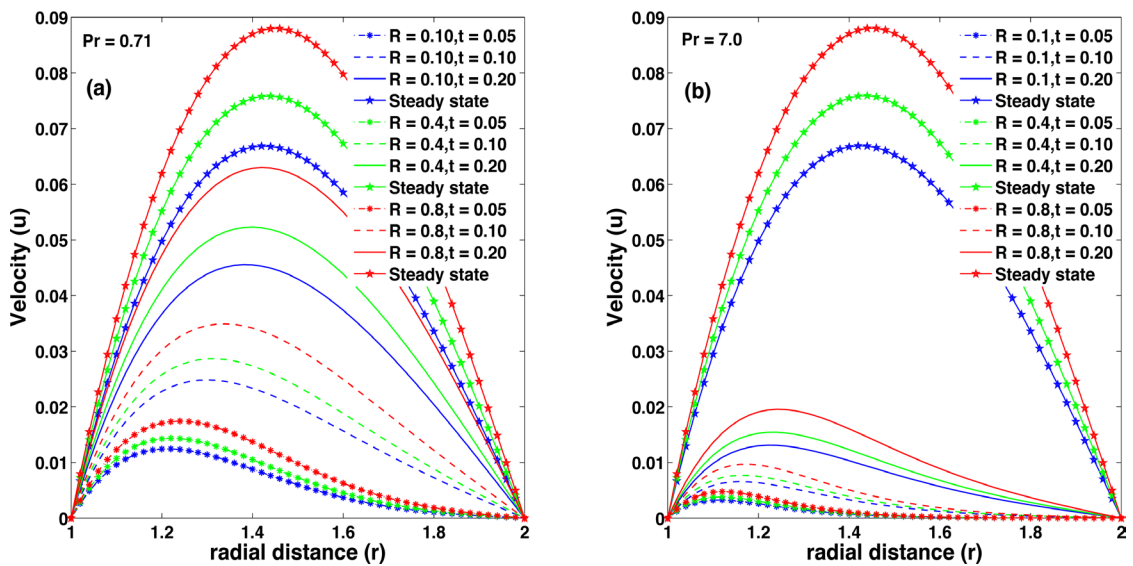 Pr = 0.71
(a)
Velocity (u)
0.09
0.08
0.07
0.06
0.05
0.04
0.03
0.02
0.01
0
1
1.2
1.4
1.6
1.8
2
radial distance (r)
R = 0.10,t = 0.05
R = 0.10,t = 0.10
R = 0.10,t = 0.20
Steady state
R = 0.4,t = 0.05
R = 0.4,t = 0.10
R = 0.4,t = 0.20
Steady state
R = 0.8,t = 0.05
R = 0.8,t = 0.10
R = 0.8,t = 0.20
Steady state
Pr = 7.0
(b)
Velocity (u)
0.09
0.08
0.07
0.06
0.05
0.04
0.03
0.02
0.01
0
1
1.2
1.4
1.6
1.8
2
radial distance (r)
R = 0.1,t = 0.05
R = 0.1,t = 0.10
R = 0.1,t = 0.20
Steady state
R = 0.4,t = 0.05
R = 0.4,t = 0.10
R = 0.4,t = 0.20
Steady state
R = 0.8,t = 0.05
R = 0.8,t = 0.10
R = 0.8,t = 0.20
Steady state